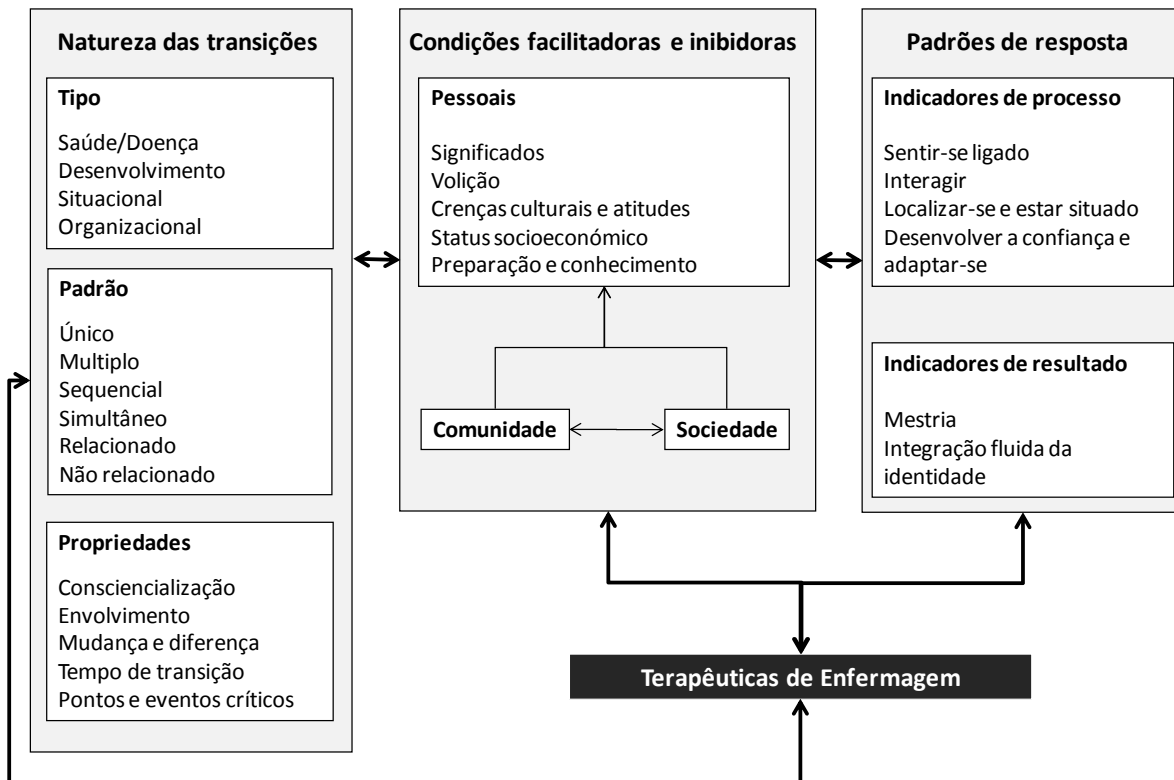 Natureza das transições
Tipo
Saúde/Doença
Desenvolvimento
Situacional
Organizacional
Padrão
Único
Multiplo
Sequencial
Simultâneo
Relacionado
Não relacionado
Propriedades
Consciencialização
Envolvimento
Mudança e diferença
Tempo de transição
Pontos e eventos críticos
Condições facilitadoras e inibidoras
Pessoais
Significados
Volição
Crenças culturais e atitudes
Status socioeconómico
Preparação e conhecimento
Comunidade
Sociedade
Padrões de resposta
Indicadores de processo
Sentir-se ligado
Interagir
Localizar-se e estar situado
Desenvolver a confiança e
adaptar-se
Indicadores de resultado
Mestria
Integração fluida da
identidade
Terapêuticas de Enfermagem